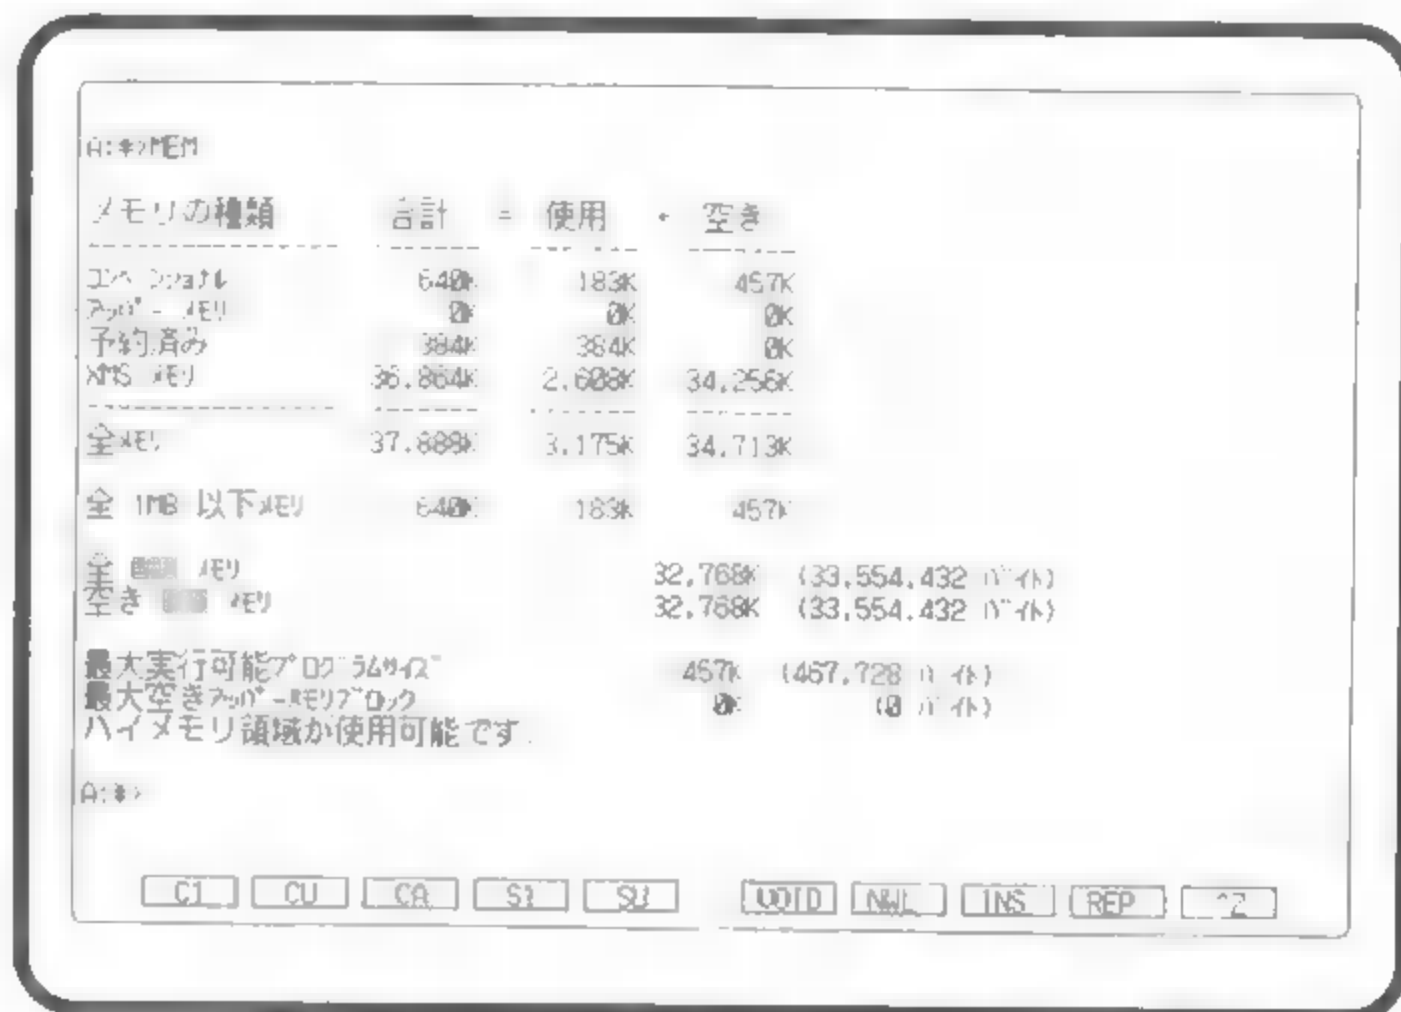 A:¥>MEM
メモリの種類 合計 = 使用 + 空き
---------------- -------- -------- --------
ｺﾝﾍﾞﾝｼｮﾅﾙ 640K 183K 457K
ｱｯﾊﾟｰ ﾒﾓﾘ 0K 0K 0K
予約済み 384K 384K 0K
XMS ﾒﾓﾘ 36,864K 2,608K 34,256K
---------------- -------- -------- --------
全ﾒﾓﾘ 37,888K 3,175K 34,713K
全 1MB 以下ﾒﾓﾘ 640K 183K 457K
全 ﾒﾓﾘ 32,768K (33,554,432 ﾊﾞｲﾄ)
空き ﾒﾓﾘ 32,768K (33,554,432 ﾊﾞｲﾄ)
最大実行可能ﾌﾟﾛｸﾞﾗﾑｻｲｽﾞ 457K (467,728 ﾊﾞｲﾄ)
最大空きｱｯﾊﾟｰﾒﾓﾘﾌﾞﾛｯｸ 0K (0 ﾊﾞｲﾄ)
ハイメモリ領域が使用可能です.
A:¥>
C1 CU CA S1 SU VOID NWL INS REP ^Z